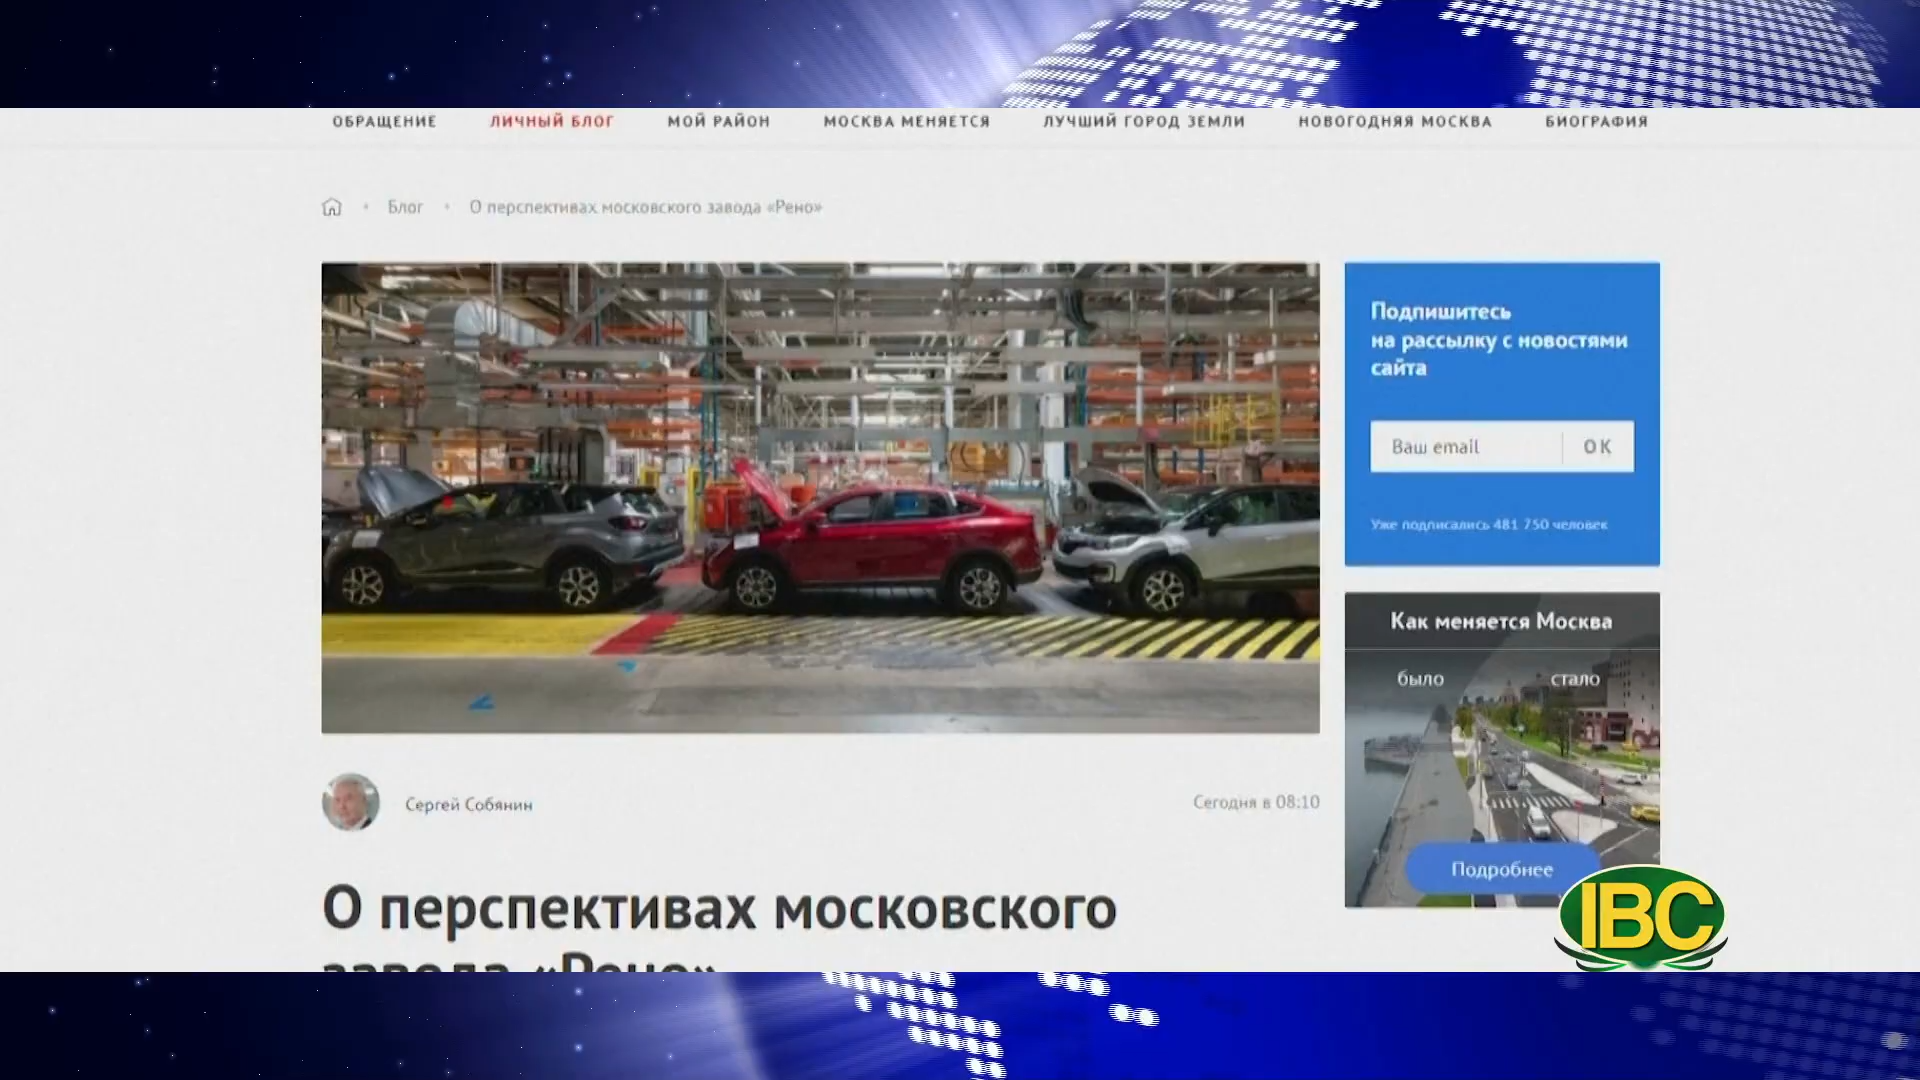 ОБРАЩЕНИЕ ЛИЧНЫЙ БЛОГ МОЙ РАЙОН МОСКВА МЕНЯЕТСЯ ЛУЧШИЙ ГОРОД ЗЕМЛИ НОВОГОДНЯЯ МОСКВА БИОГРАФИЯ
Блог • О перспективах московского завода «Рено»
Подпишитесь
на рассылку с новостями
сайта
Ваш email OK
Уже подписались 481 750 человек
Как меняется Москва
было стало
Подробнее
Сергей Собянин
Сегодня в 08:10
О перспективах московского
завода «Рено»
IBC